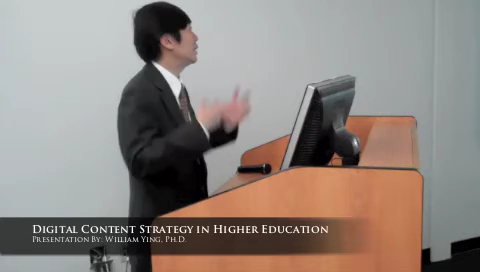 Digital Content Strategy in Higher Education
Presentation By: William Ying, Ph.D.